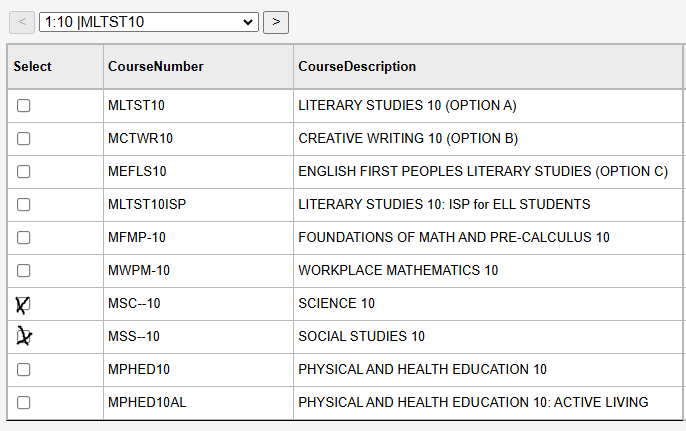 < 1:10 |MLTST10 >
Select CourseNumber CourseDescription
MLTST10 LITERARY STUDIES 10 (OPTION A)
MCTWR10 CREATIVE WRITING 10 (OPTION B)
MEFLS10 ENGLISH FIRST PEOPLES LITERARY STUDIES (OPTION C)
MLTST10ISP LITERARY STUDIES 10: ISP for ELL STUDENTS
MFMP-10 FOUNDATIONS OF MATH AND PRE-CALCULUS 10
MWPM-10 WORKPLACE MATHEMATICS 10
MSC--10 SCIENCE 10
MSS--10 SOCIAL STUDIES 10
MPHED10 PHYSICAL AND HEALTH EDUCATION 10
MPHED10AL PHYSICAL AND HEALTH EDUCATION 10: ACTIVE LIVING